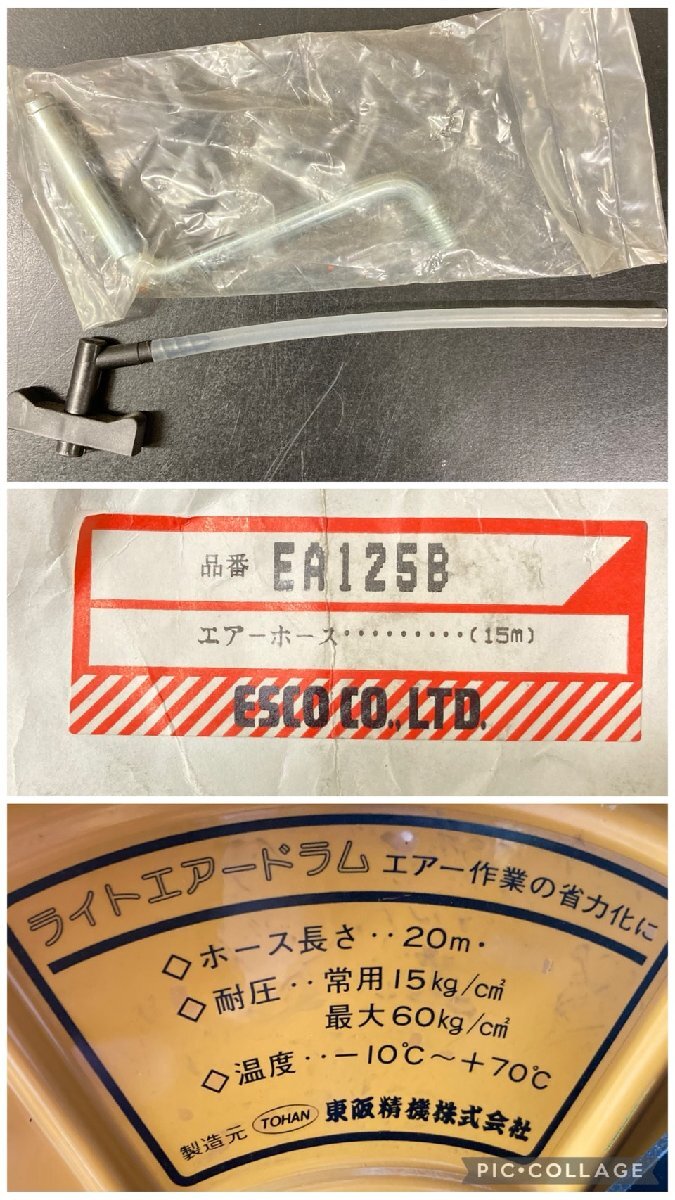 品番 EA125B
エアーホース・・・・・・・・・(15m)
ESCO CO., LTD.
ライトエアードラム エアー作業の省力化に
◇ホース長さ・・20m・
◇耐圧・・常用15kg/cm²
最大60kg/cm²
◇温度・・－10℃～＋70℃
製造元 TOHAN 東阪精機株式会社
PIC•COLLAGE